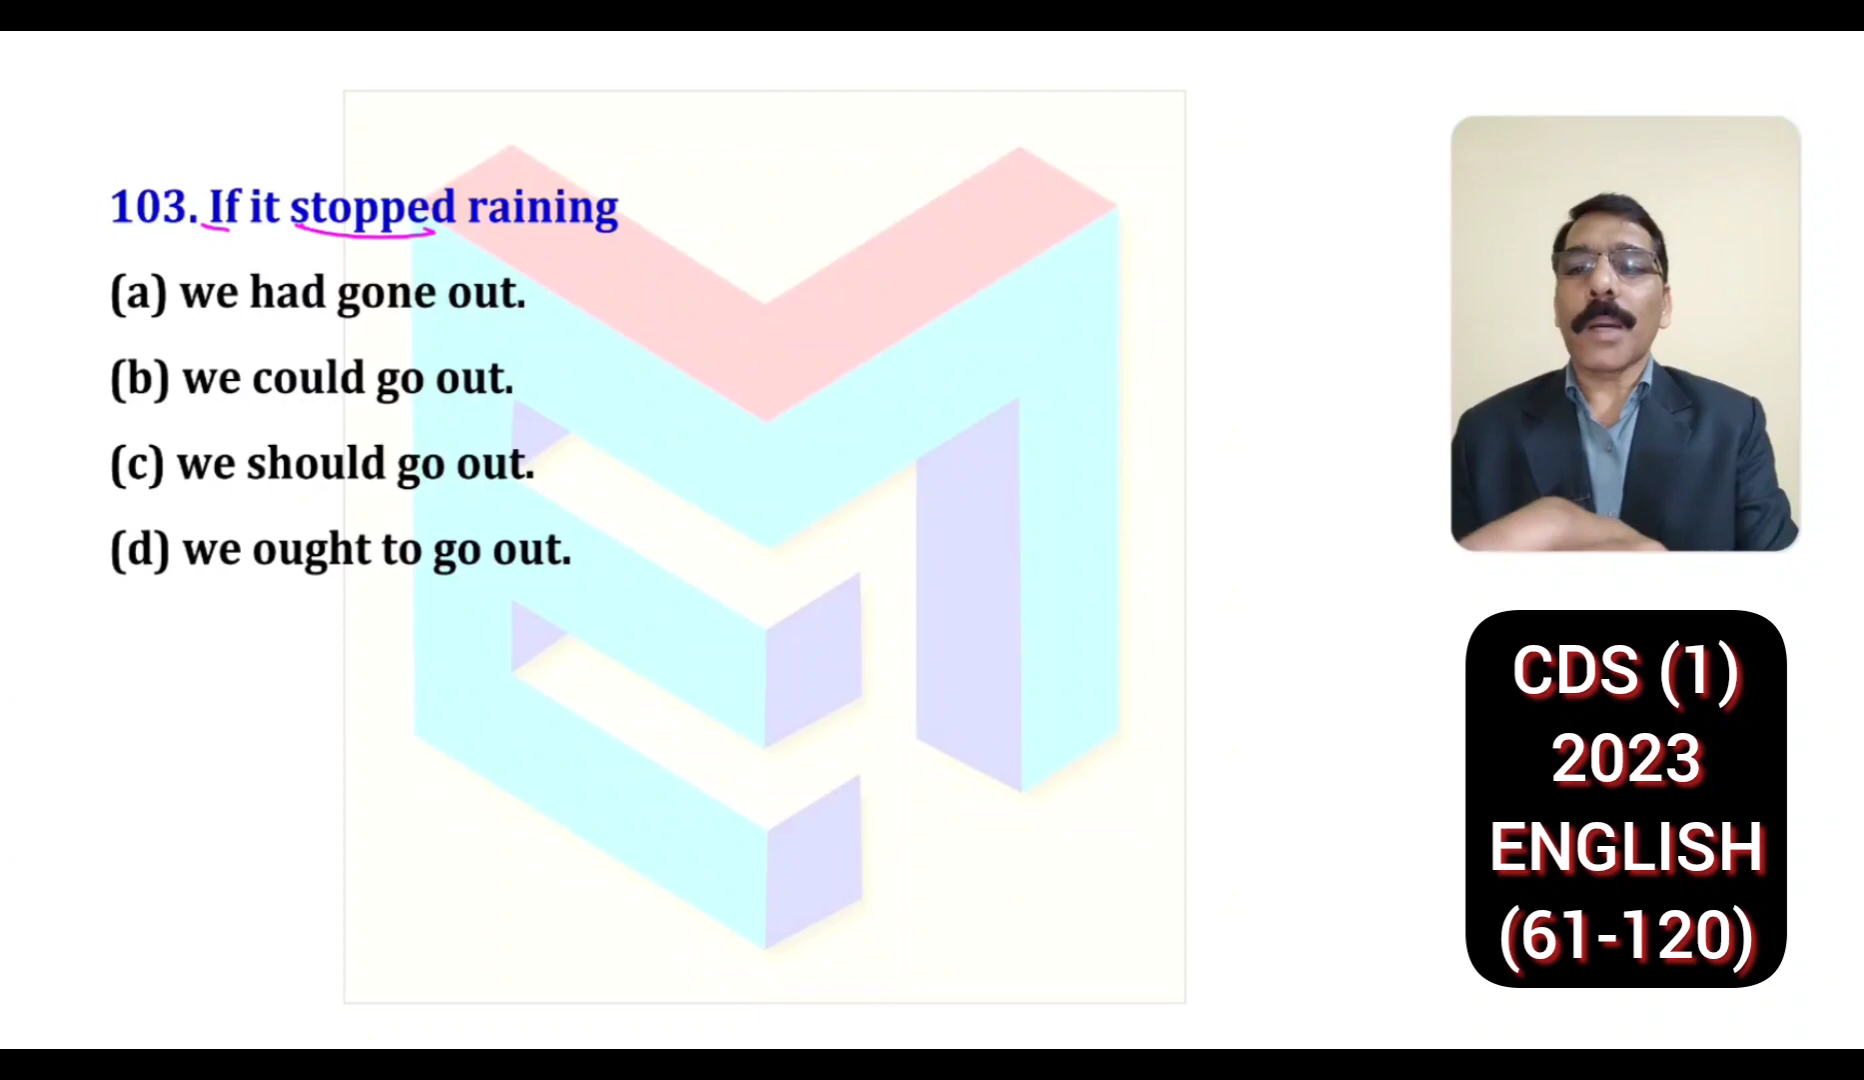 103. If it stopped raining
(a) we had gone out.
(b) we could go out.
(c) we should go out.
(d) we ought to go out.
CDS (1)
2023
ENGLISH
(61-120)